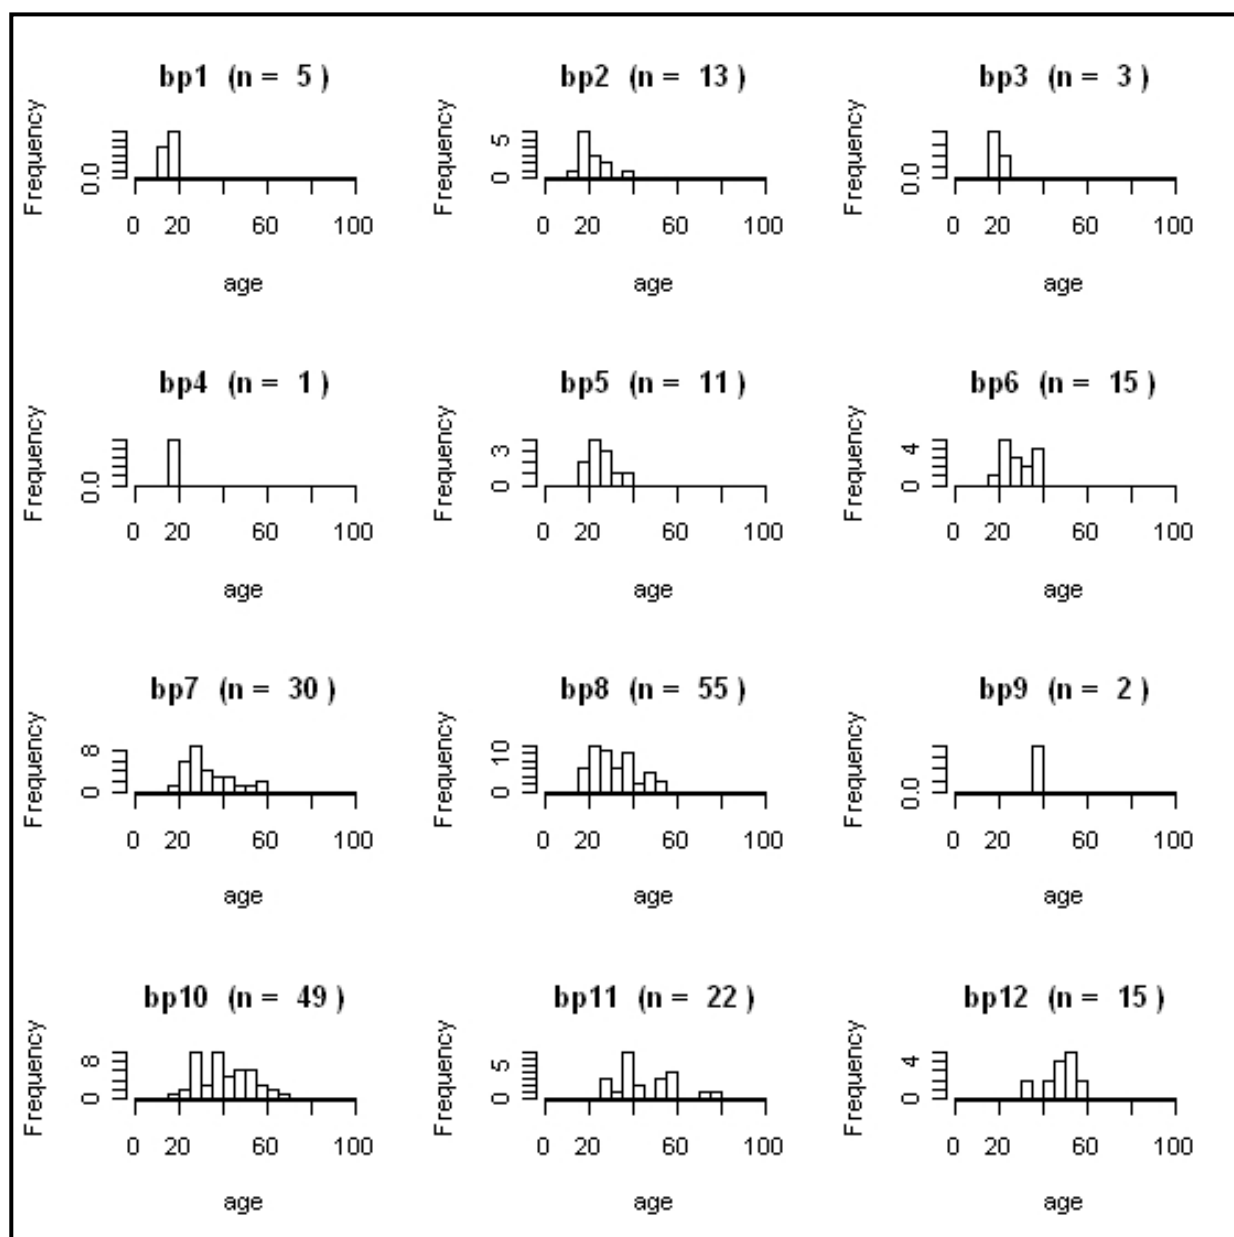 bp1 (n = 5 ) bp2 (n = 13 ) bp3 (n = 3 )
Frequency 0.0 Frequency 0 5 Frequency 0.0
0 20 60 100 0 20 60 100 0 20 60 100
age age age
bp4 (n = 1 ) bp5 (n = 11 ) bp6 (n = 15 )
Frequency 0.0 Frequency 0 3 Frequency 0 4
0 20 60 100 0 20 60 100 0 20 60 100
age age age
bp7 (n = 30 ) bp8 (n = 55 ) bp9 (n = 2 )
Frequency 0 8 Frequency 0 10 Frequency 0.0
0 20 60 100 0 20 60 100 0 20 60 100
age age age
bp10 (n = 49 ) bp11 (n = 22 ) bp12 (n = 15 )
Frequency 0 8 Frequency 0 5 Frequency 0 4
0 20 60 100 0 20 60 100 0 20 60 100
age age age